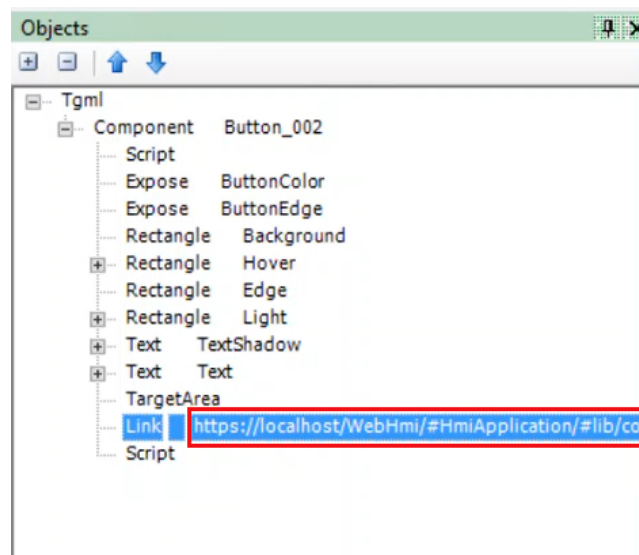 Objects
Tgml
Component Button_002
Script
Expose ButtonColor
Expose ButtonEdge
Rectangle Background
Rectangle Hover
Rectangle Edge
Rectangle Light
Text TextShadow
Text Text
TargetArea
Link https://localhost/WebHmi/#HmiApplication/#lib/co
Script